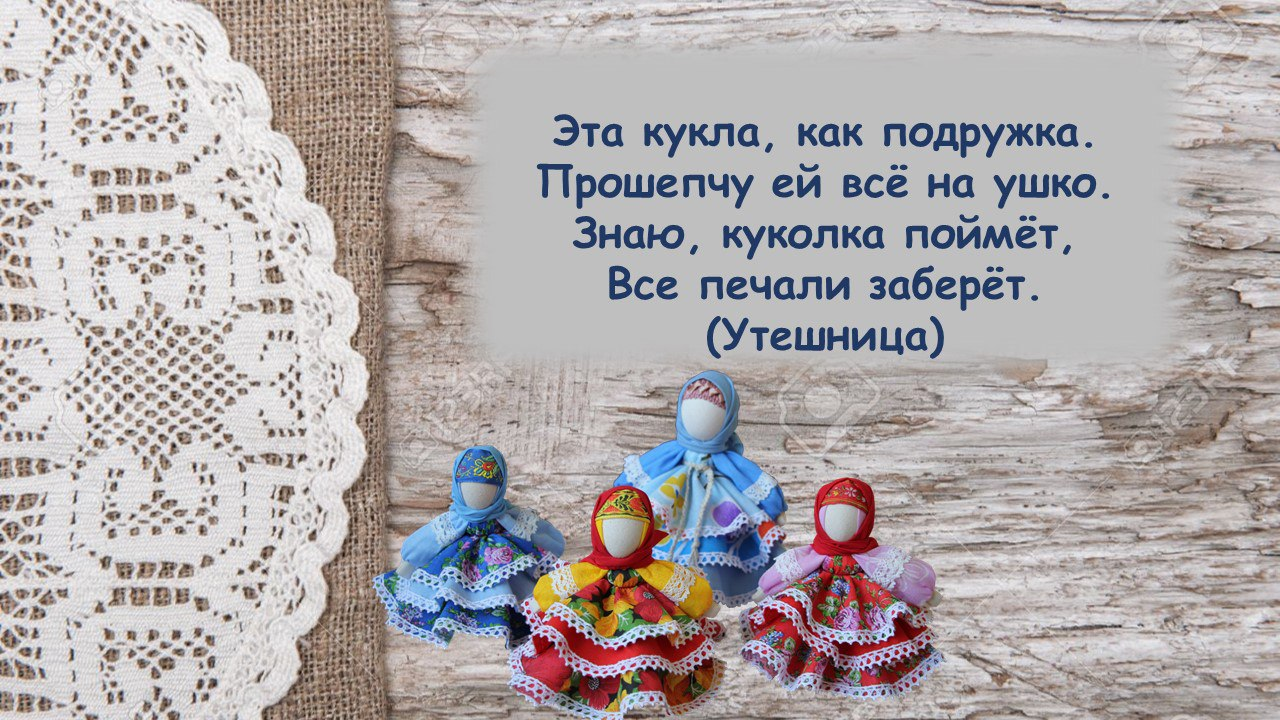 Эта кукла, как подружка.
Прошепчу ей всё на ушко.
Знаю, куколка поймёт,
Все печали заберёт.
(Утешница)